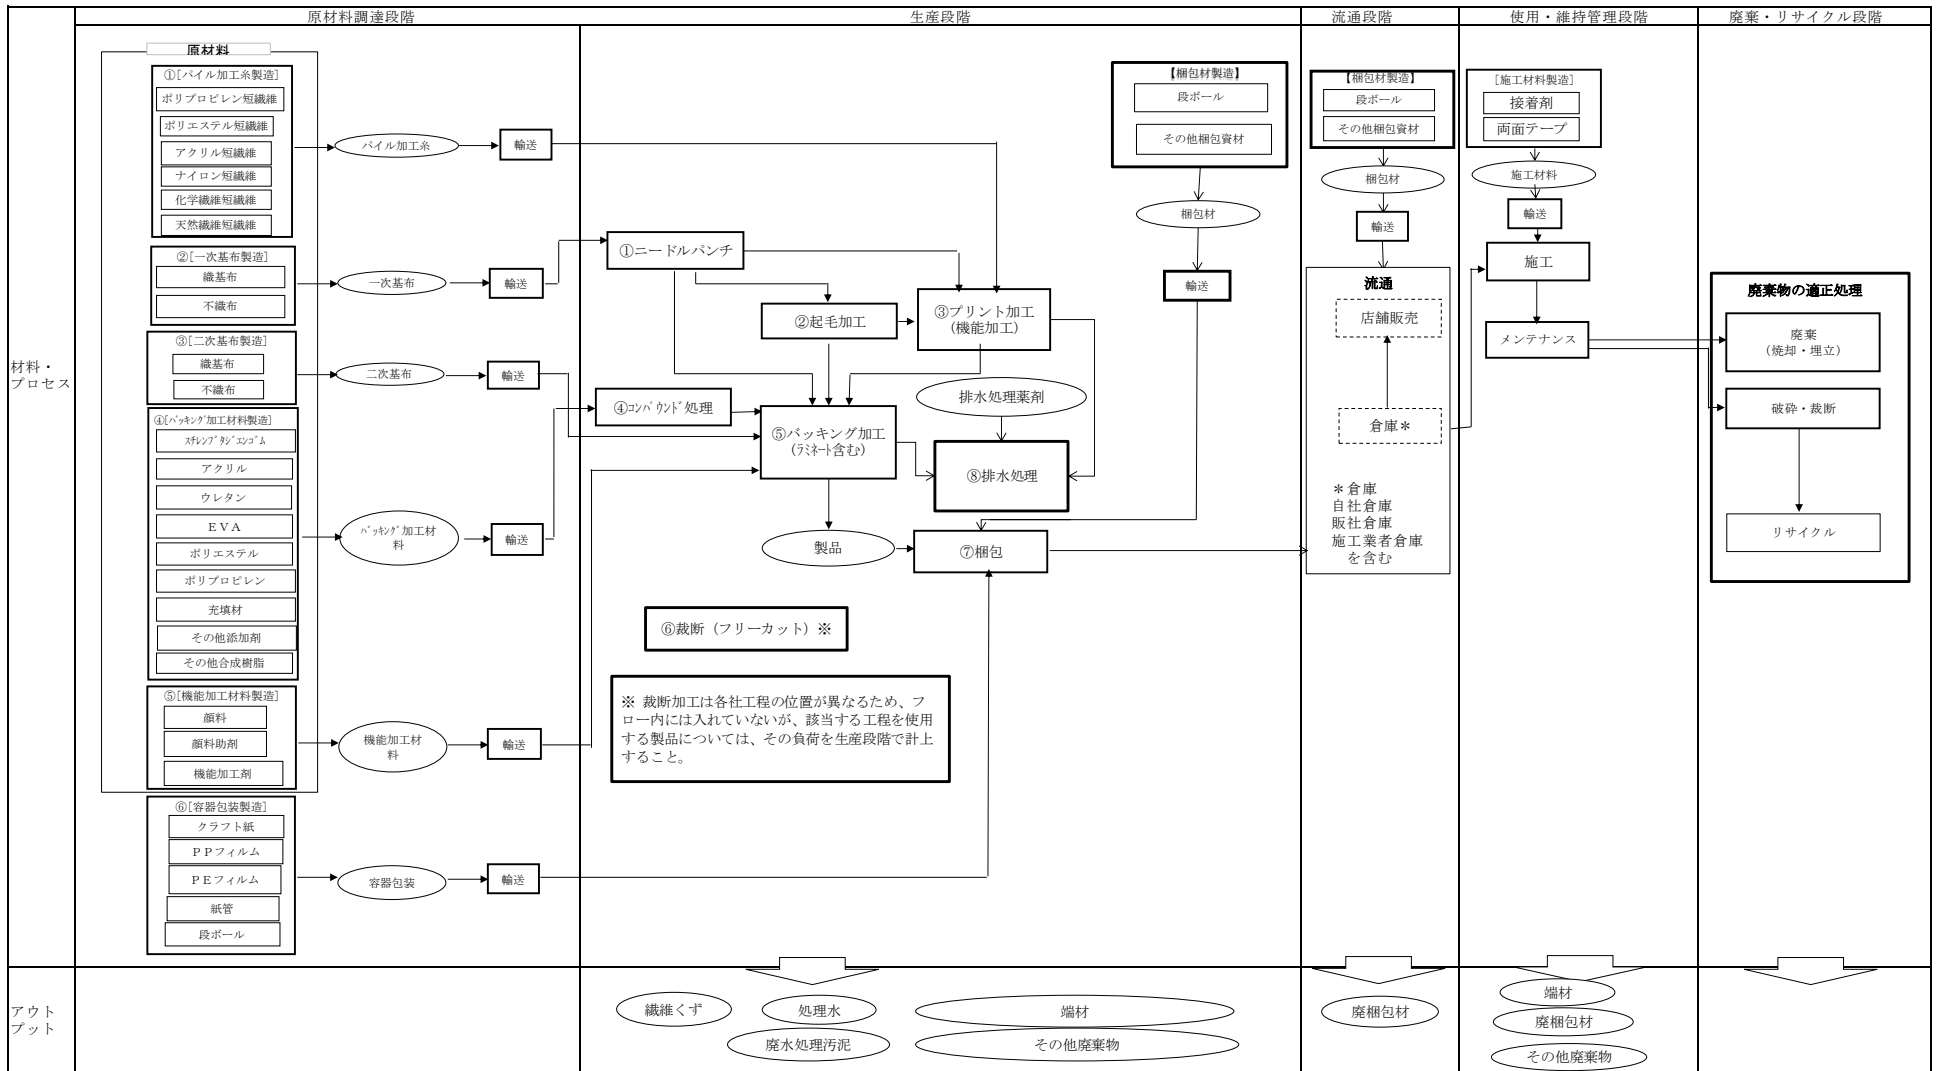 原材料調達段階
生産段階
流通段階
使用・維持管理段階
廃棄・リサイクル段階
材料・
プロセス
原材料
①[パイル加工糸製造]
ポリプロピレン短繊維
ポリエステル短繊維
アクリル短繊維
ナイロン短繊維
化学繊維短繊維
天然繊維短繊維
パイル加工糸
輸送
②[一次基布製造]
織基布
不織布
一次基布
輸送
③[二次基布製造]
織基布
不織布
二次基布
輸送
④[ﾊﾞｯｷﾝｸﾞ加工材料製造]
ｽﾁﾚﾝﾌﾞﾀｼﾞｴﾝｺﾞﾑ
アクリル
ウレタン
ＥＶＡ
ポリエステル
ポリプロピレン
充填材
その他添加剤
その他合成樹脂
ﾊﾞｯｷﾝｸﾞ加工材
料
輸送
⑤[機能加工材料製造]
顔料
顔料助剤
機能加工剤
機能加工材
料
輸送
⑥[容器包装製造]
クラフト紙
ＰＰフィルム
ＰＥフィルム
紙管
段ボール
容器包装
輸送
①ニードルパンチ
②起毛加工
③プリント加工
(機能加工)
④ｺﾝﾊﾟｳﾝﾄﾞ処理
⑤バッキング加工
(ﾗﾐﾈｰﾄ含む)
排水処理薬剤
⑧排水処理
製品
⑦梱包
⑥裁断（フリーカット）※
※ 裁断加工は各社工程の位置が異なるため、フ
ロー内には入れていないが、該当する工程を使用
する製品については、その負荷を生産段階で計上
すること。
【梱包材製造】
段ボール
その他梱包資材
梱包材
輸送
【梱包材製造】
段ボール
その他梱包資材
梱包材
輸送
流通
店舗販売
倉庫＊
＊倉庫
自社倉庫
販社倉庫
施工業者倉庫
を含む
[施工材料製造]
接着剤
両面テープ
施工材料
輸送
施工
メンテナンス
廃棄物の適正処理
廃棄
（焼却・埋立）
破砕・裁断
リサイクル
アウト
プット
繊維くず
処理水
廃水処理汚泥
端材
その他廃棄物
廃梱包材
端材
廃梱包材
その他廃棄物